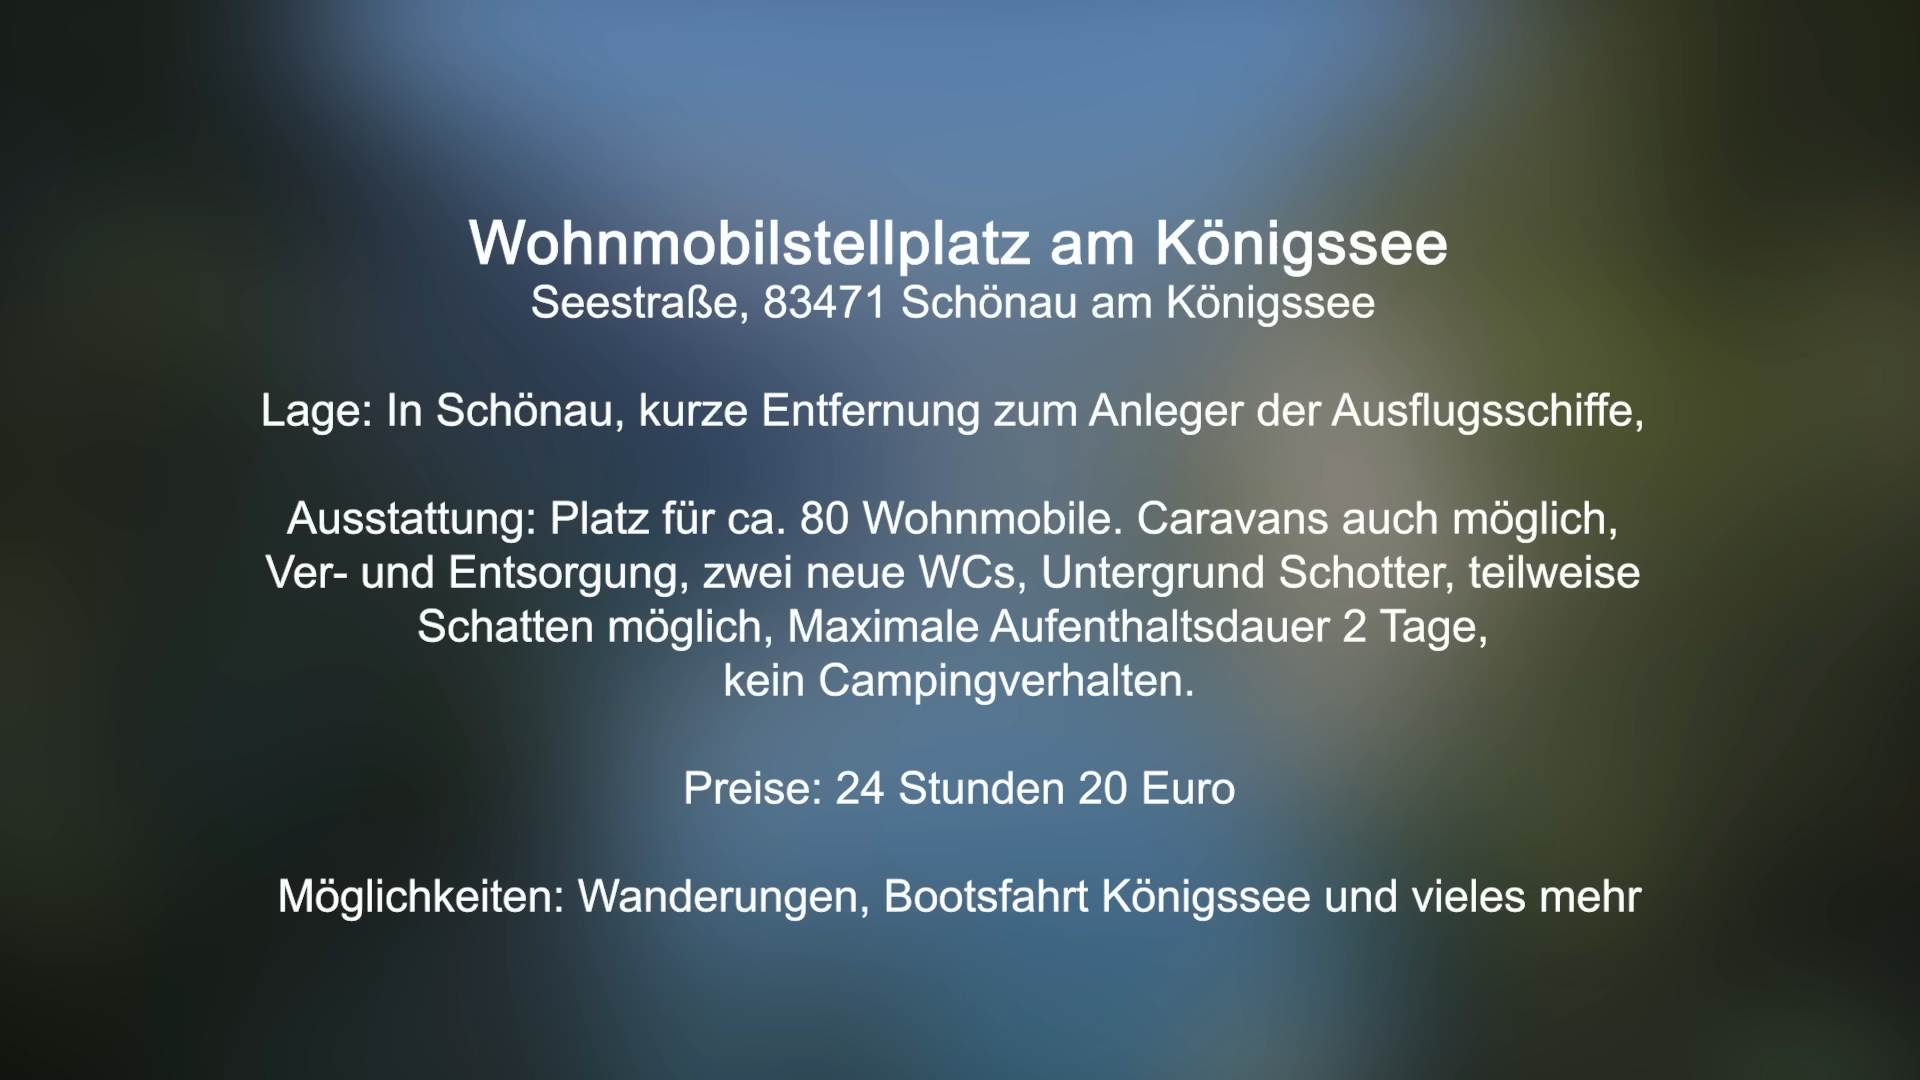 Wohnmobilstellplatz am Königssee
Seestraße, 83471 Schönau am Königssee
Lage: In Schönau, kurze Entfernung zum Anleger der Ausflugsschiffe,
Ausstattung: Platz für ca. 80 Wohnmobile. Caravans auch möglich,
Ver- und Entsorgung, zwei neue WCs, Untergrund Schotter, teilweise
Schatten möglich, Maximale Aufenthaltsdauer 2 Tage,
kein Campingverhalten.
Preise: 24 Stunden 20 Euro
Möglichkeiten: Wanderungen, Bootsfahrt Königssee und vieles mehr